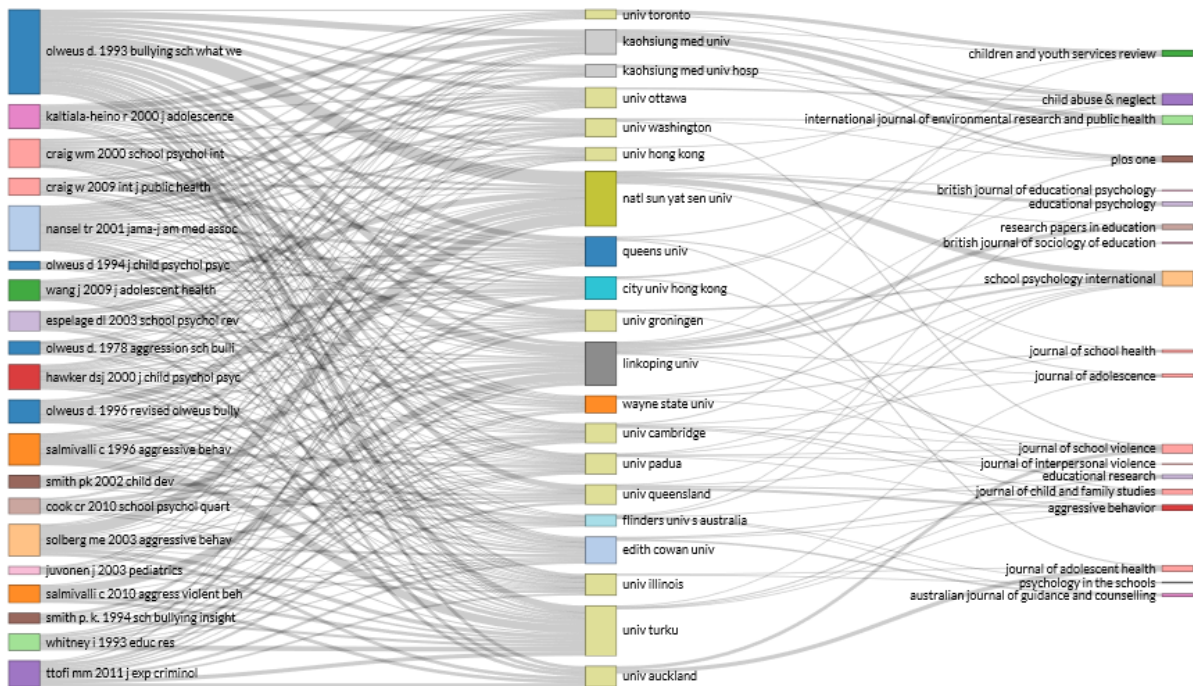 olweus d. 1993 bullying sch what we
kaltiala-heino r 2000 j adolescence
craig wm 2000 school psychol int
craig w 2009 int j public health
nansel tr 2001 jama-j am med assoc
olweus d 1994 j child psychol psyc
wang j 2009 j adolescent health
espelage dl 2003 school psychol rev
olweus d. 1978 aggression sch bulli
hawker dsj 2000 j child psychol psyc
olweus d. 1996 revised olweus bully
salmivalli c 1996 aggressive behav
smith pk 2002 child dev
cook cr 2010 school psychol quart
solberg me 2003 aggressive behav
juvonen j 2003 pediatrics
salmivalli c 2010 aggress violent beh
smith p. k. 1994 sch bullying insight
whitney i 1993 educ res
ttofi mm 2011 j exp criminol
univ toronto
kaohsiung med univ
kaohsiung med univ hosp
univ ottawa
univ washington
univ hong kong
natl sun yat sen univ
queens univ
city univ hong kong
univ groningen
linkoping univ
wayne state univ
univ cambridge
univ padua
univ queensland
flinders univ s australia
edith cowan univ
univ illinois
univ turku
univ auckland
children and youth services review
child abuse & neglect
international journal of environmental research and public health
plos one
british journal of educational psychology
educational psychology
research papers in education
british journal of sociology of education
school psychology international
journal of school health
journal of adolescence
journal of school violence
journal of interpersonal violence
educational research
journal of child and family studies
aggressive behavior
journal of adolescent health
psychology in the schools
australian journal of guidance and counselling